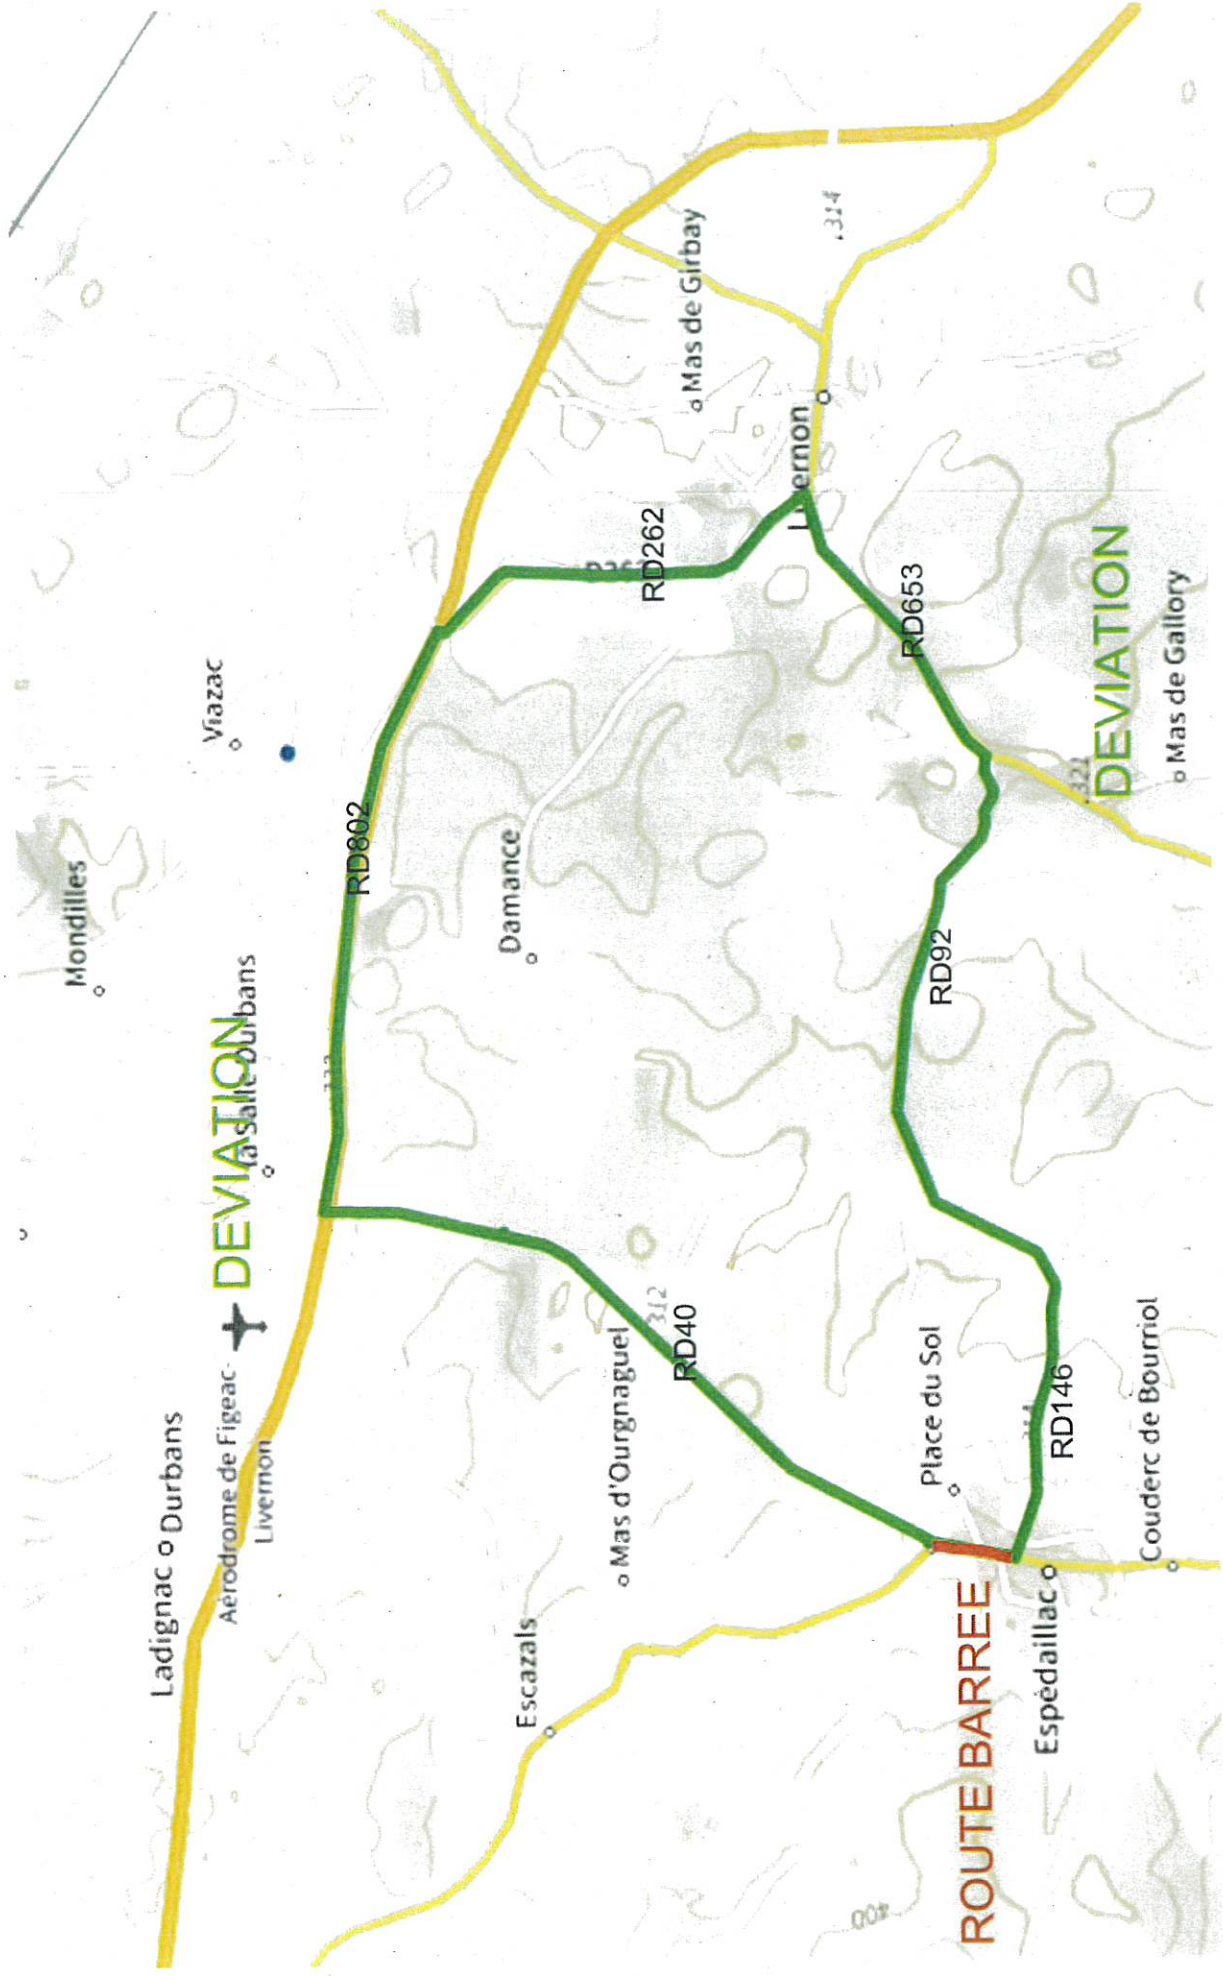 Mondilles
Ladignac
Durbans
Viazac
Aérodrome de Figeac-
Livernon
DEVIATION
la Salle Durbans
RD802
Damance
Escazals
Mas d'Ourgnaguel
312
RD262
RD40
Mas de Girbay
Livernon
314
400
RD653
Place du Sol
RD92
ROUTE BARREE
Espédaillac
RD146
321
DEVIATION
Couderc de Bourriol
Mas de Gallory